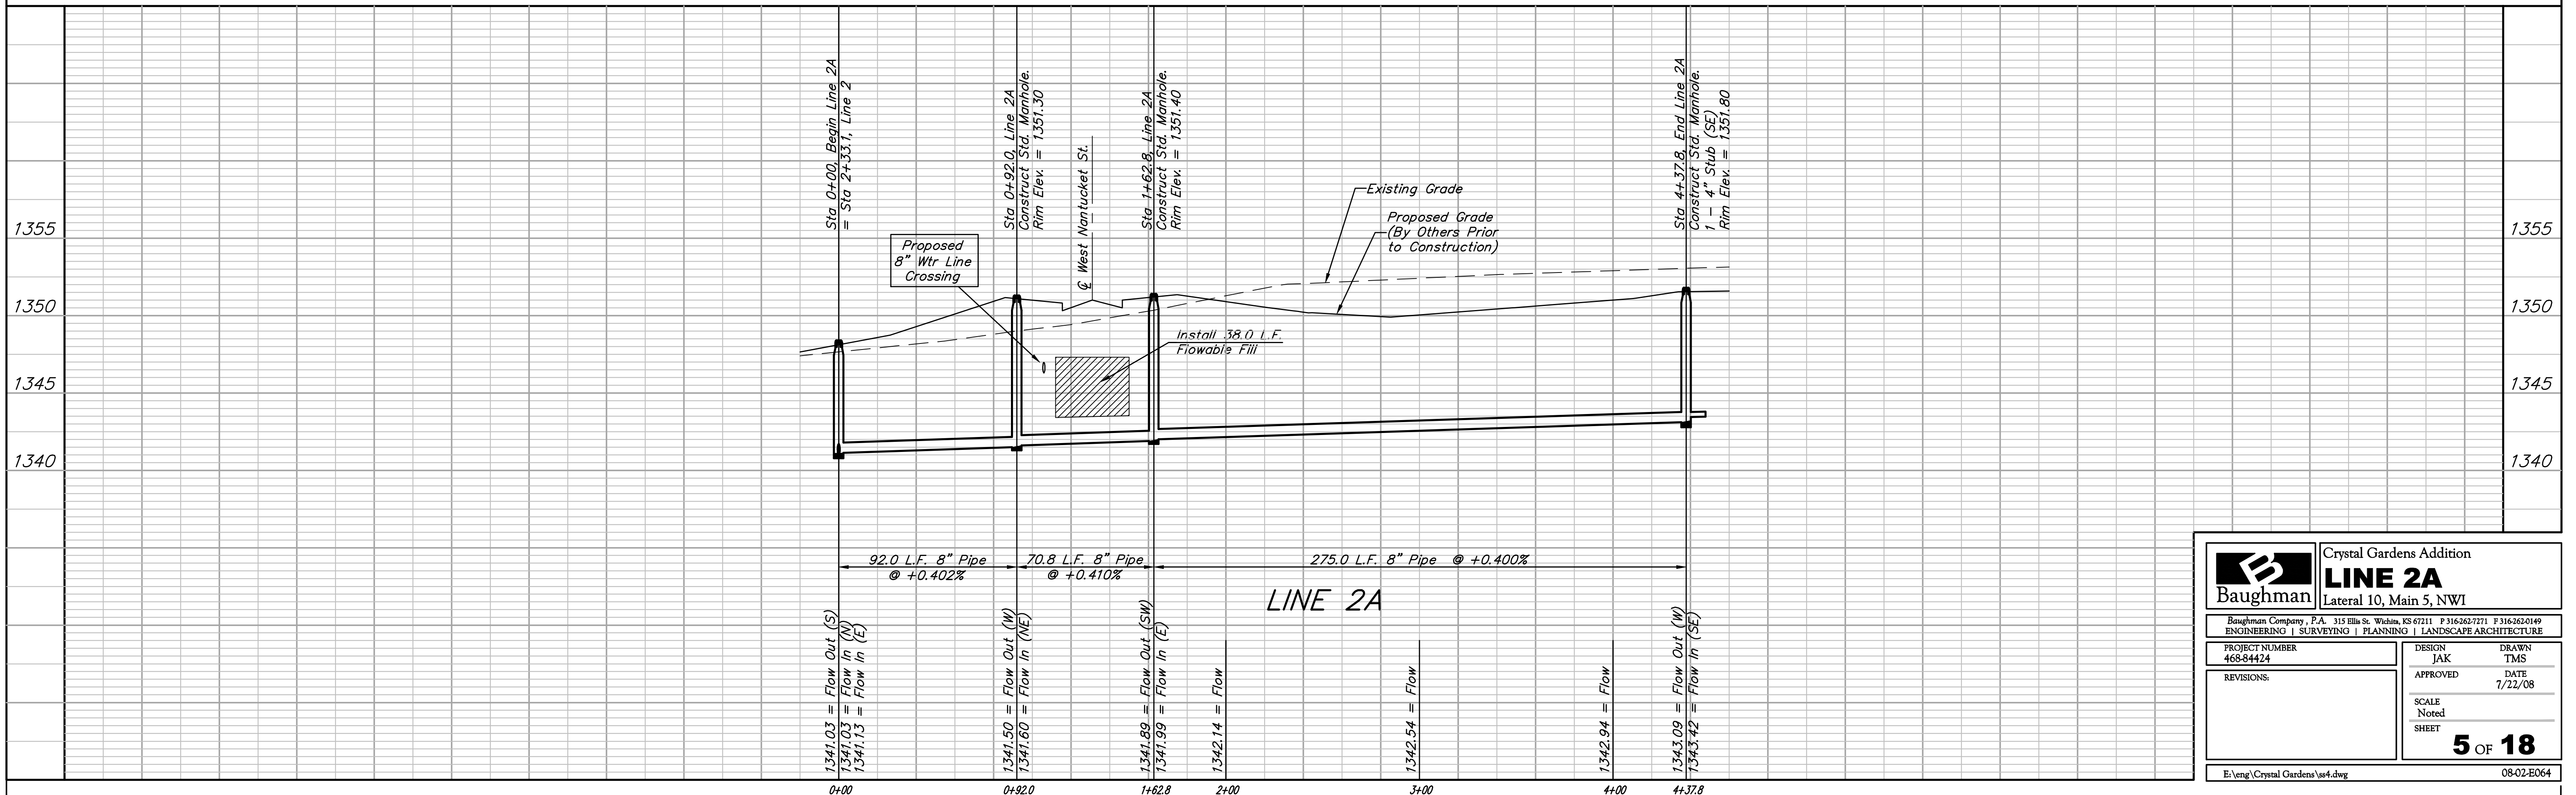 Sta 0+00, Begin Line 2A
= Sta 2+33.1, Line 2
Sta 0+92.0, Line 2A
Construct Std. Manhole.
Rim Elev. = 1351.30
℄ West Nantucket St.
Sta 1+62.8, Line 2A
Construct Std. Manhole.
Rim Elev. = 1351.40
Sta 4+37.8, End Line 2A
Construct Std. Manhole.
1 - 4" Stub (SE)
Rim Elev. = 1351.80
1355
1350
1345
1340
1355
1350
1345
1340
Proposed
8" Wtr Line
Crossing
Existing Grade
Proposed Grade
(By Others Prior
to Construction)
Install 38.0 L.F.
Flowable Fill
92.0 L.F. 8" Pipe
@ +0.402%
70.8 L.F. 8" Pipe
@ +0.410%
275.0 L.F. 8" Pipe @ +0.400%
LINE 2A
1341.03 = Flow Out (S)
1341.03 = Flow In (N)
1341.13 = Flow In (E)
1341.50 = Flow Out (W)
1341.60 = Flow In (NE)
1341.89 = Flow Out (SW)
1341.99 = Flow In (E)
1342.14 = Flow
1342.54 = Flow
1342.94 = Flow
1343.09 = Flow Out (W)
1343.42 = Flow In (SE)
0+00
0+92.0
1+62.8
2+00
3+00
4+00
4+37.8
Baughman
Crystal Gardens Addition
LINE 2A
Lateral 10, Main 5, NWI
Baughman Company, P.A. 315 Ellis St. Wichita, KS 67211 P 316-262-7271 F 316-262-0149
ENGINEERING | SURVEYING | PLANNING | LANDSCAPE ARCHITECTURE
PROJECT NUMBER
468-84424
REVISIONS:
DESIGN
JAK
DRAWN
TMS
APPROVED
DATE
7/22/08
SCALE
Noted
SHEET
5 OF 18
E:\eng\Crystal Gardens\ss4.dwg
08-02-E064